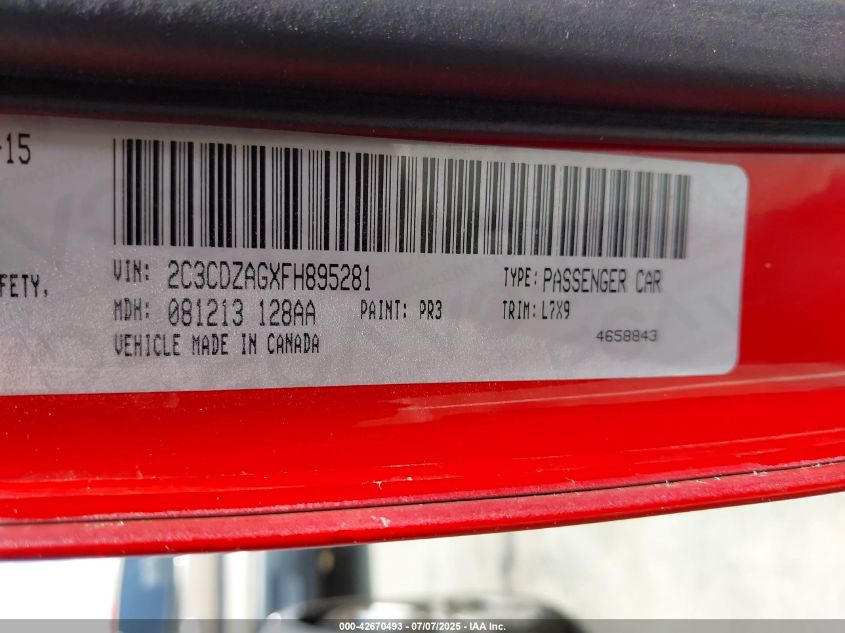 -15
FETY,
VIN: 2C3CDZAGXFH895281 TYPE: PASSENGER CAR
MDH: 081213 128AA PAINT: PR3 TRIM: L7X9
VEHICLE MADE IN CANADA 4658843
000-42670493 - 07/07/2025 - IAA Inc.